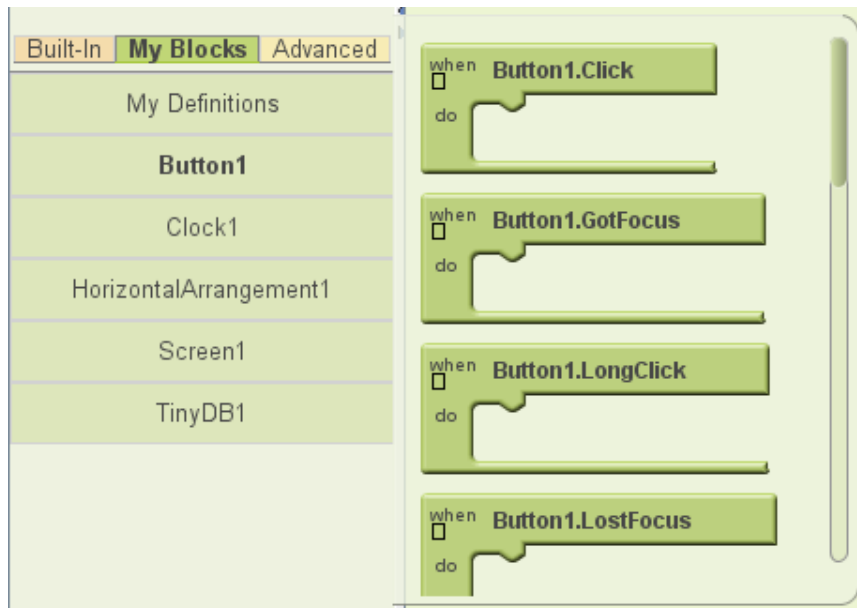 Built-In My Blocks Advanced
My Definitions
Button1
Clock1
HorizontalArrangement1
Screen1
TinyDB1
when Button1.Click
do
when Button1.GotFocus
do
when Button1.LongClick
do
when Button1.LostFocus
do